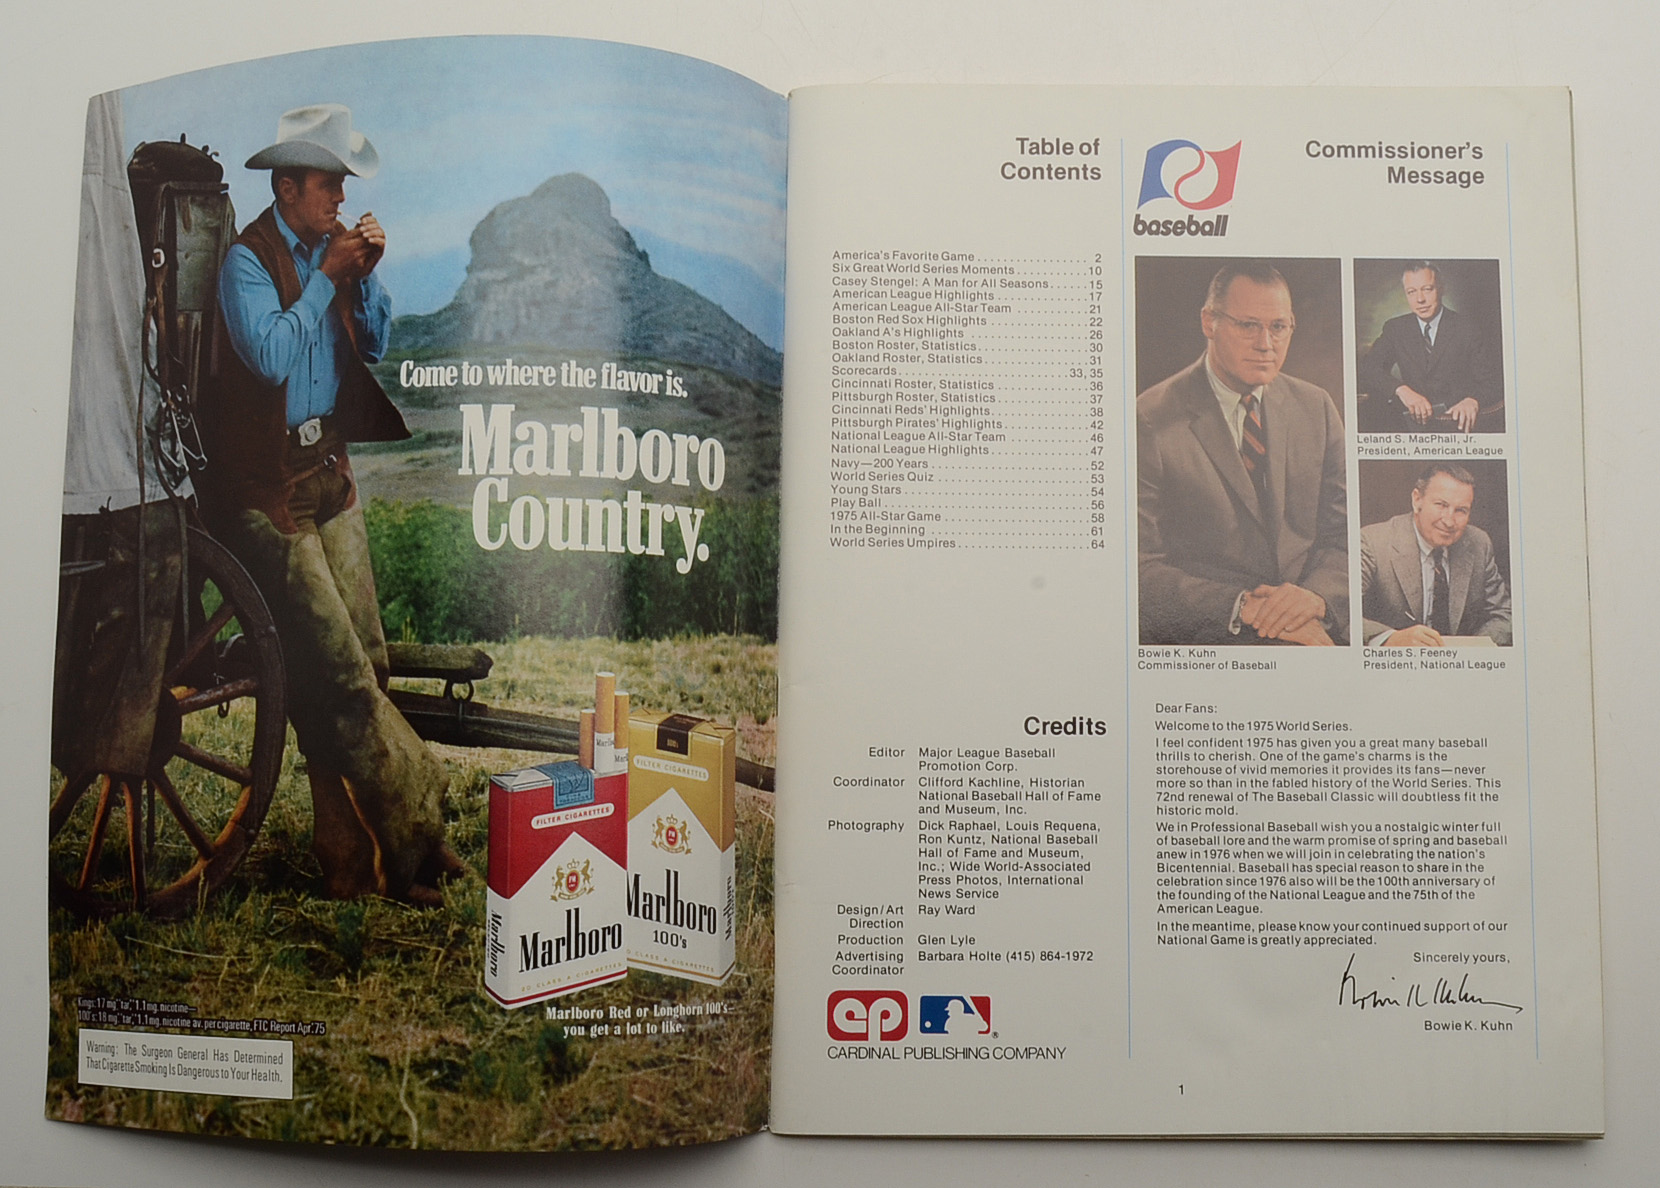 Come to where the flavor is.
Marlboro
Country.
FILTER CIGARETTES
Marlboro
Marlboro
20 CLASS A CIGARETTES
FILTER CIGARETTES
Marlboro
100's
Marlboro
CLASS A CIGARETTES
Kings: 17 mg "tar," 1.1 mg. nicotine—
100's: 18 mg "tar," 1.1 mg. nicotine av. per cigarette, FTC Report Apr. '75
Warning: The Surgeon General Has Determined
That Cigarette Smoking Is Dangerous to Your Health.
Marlboro Red or Longhorn 100's—
you get a lot to like.
Table of
Contents
America's Favorite Game . . . . . . . . . . . . . . . . . 2
Six Great World Series Moments . . . . . . . . . . . 10
Casey Stengel: A Man for All Seasons . . . . . . 15
American League Highlights . . . . . . . . . . . . . . 17
American League All-Star Team . . . . . . . . . . . 21
Boston Red Sox Highlights . . . . . . . . . . . . . . . 22
Oakland A's Highlights . . . . . . . . . . . . . . . . . . 26
Boston Roster, Statistics . . . . . . . . . . . . . . . . . 30
Oakland Roster, Statistics . . . . . . . . . . . . . . . . 31
Scorecards . . . . . . . . . . . . . . . . . . . . . . . . . 33, 35
Cincinnati Roster, Statistics . . . . . . . . . . . . . . 36
Pittsburgh Roster, Statistics . . . . . . . . . . . . . . 37
Cincinnati Reds' Highlights . . . . . . . . . . . . . . . 38
Pittsburgh Pirates' Highlights . . . . . . . . . . . . . 42
National League All-Star Team . . . . . . . . . . . . 46
National League Highlights . . . . . . . . . . . . . . . 47
Navy—200 Years . . . . . . . . . . . . . . . . . . . . . . . 52
World Series Quiz . . . . . . . . . . . . . . . . . . . . . . 53
Young Stars . . . . . . . . . . . . . . . . . . . . . . . . . . . 54
Play Ball . . . . . . . . . . . . . . . . . . . . . . . . . . . . . 56
1975 All-Star Game . . . . . . . . . . . . . . . . . . . . . 58
In the Beginning . . . . . . . . . . . . . . . . . . . . . . . 61
World Series Umpires . . . . . . . . . . . . . . . . . . . 64
Credits
Editor Major League Baseball
Promotion Corp.
Coordinator Clifford Kachline, Historian
National Baseball Hall of Fame
and Museum, Inc.
Photography Dick Raphael, Louis Requena,
Ron Kuntz, National Baseball
Hall of Fame and Museum,
Inc.; Wide World-Associated
Press Photos, International
News Service
Design/Art Ray Ward
Direction
Production Glen Lyle
Advertising Barbara Holte (415) 864-1972
Coordinator
cp
CARDINAL PUBLISHING COMPANY
baseball
Commissioner's
Message
Leland S. MacPhail, Jr.
President, American League
Bowie K. Kuhn
Commissioner of Baseball
Charles S. Feeney
President, National League
Dear Fans:
Welcome to the 1975 World Series.
I feel confident 1975 has given you a great many baseball
thrills to cherish. One of the game's charms is the
storehouse of vivid memories it provides its fans—never
more so than in the fabled history of the World Series. This
72nd renewal of The Baseball Classic will doubtless fit the
historic mold.
We in Professional Baseball wish you a nostalgic winter full
of baseball lore and the warm promise of spring and baseball
anew in 1976 when we will join in celebrating the nation's
Bicentennial. Baseball has special reason to share in the
celebration since 1976 also will be the 100th anniversary of
the founding of the National League and the 75th of the
American League.
In the meantime, please know your continued support of our
National Game is greatly appreciated.
Sincerely yours,
Bowie K. Kuhn
Bowie K. Kuhn
1